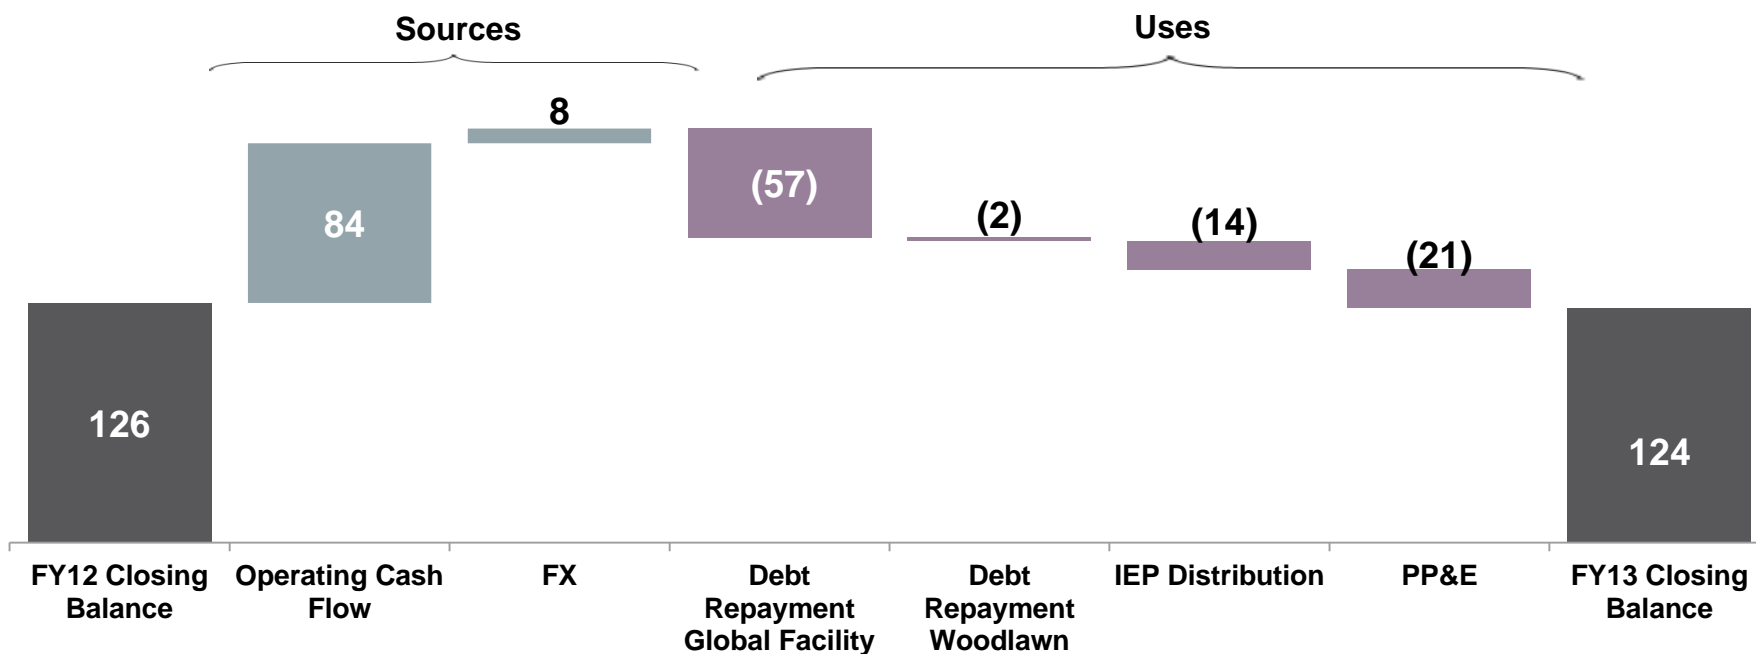 Sources
Uses
8
(57)
84
(2)
(14)
(21)
126
124
FY12 Closing
Balance
Operating Cash
Flow
FX
Debt
Repayment
Global Facility
Debt
Repayment
Woodlawn
IEP Distribution
PP&E
FY13 Closing
Balance